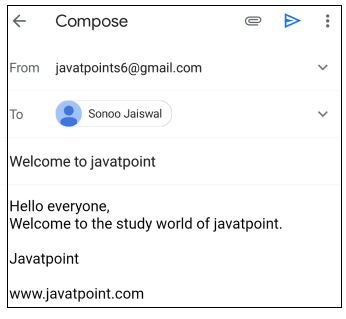 Compose
From javatpoints6@gmail.com
To Sonoo Jaiswal
Welcome to javatpoint
Hello everyone,
Welcome to the study world of javatpoint.
Javatpoint
www.javatpoint.com